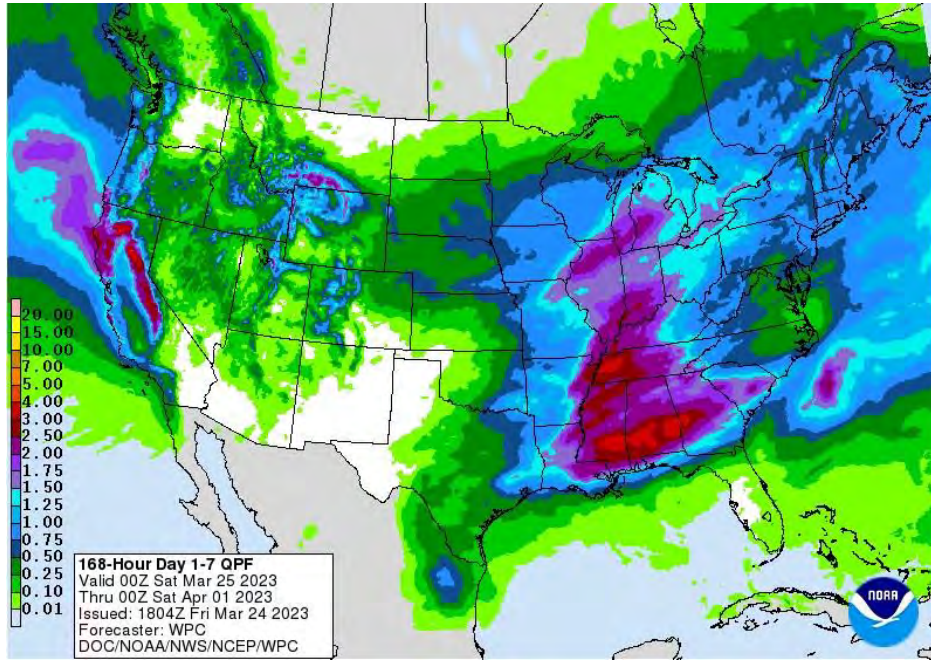 20.00
15.00
10.00
7.00
5.00
4.00
3.00
2.50
2.00
1.75
1.50
1.25
1.00
0.75
0.50
0.25
0.10
0.01
168-Hour Day 1-7 QPF
Valid 00Z Sat Mar 25 2023
Thru 00Z Sat Apr 01 2023
Issued: 1804Z Fri Mar 24 2023
Forecaster: WPC
DOC/NOAA/NWS/NCEP/WPC
NOAA